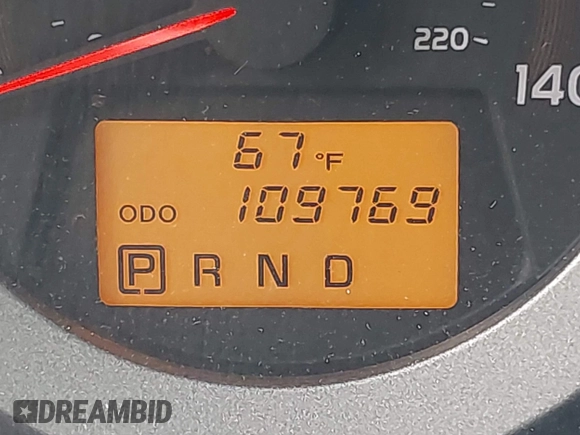 220
140
67 °F
ODO 109769
P R N D
DREAMBID